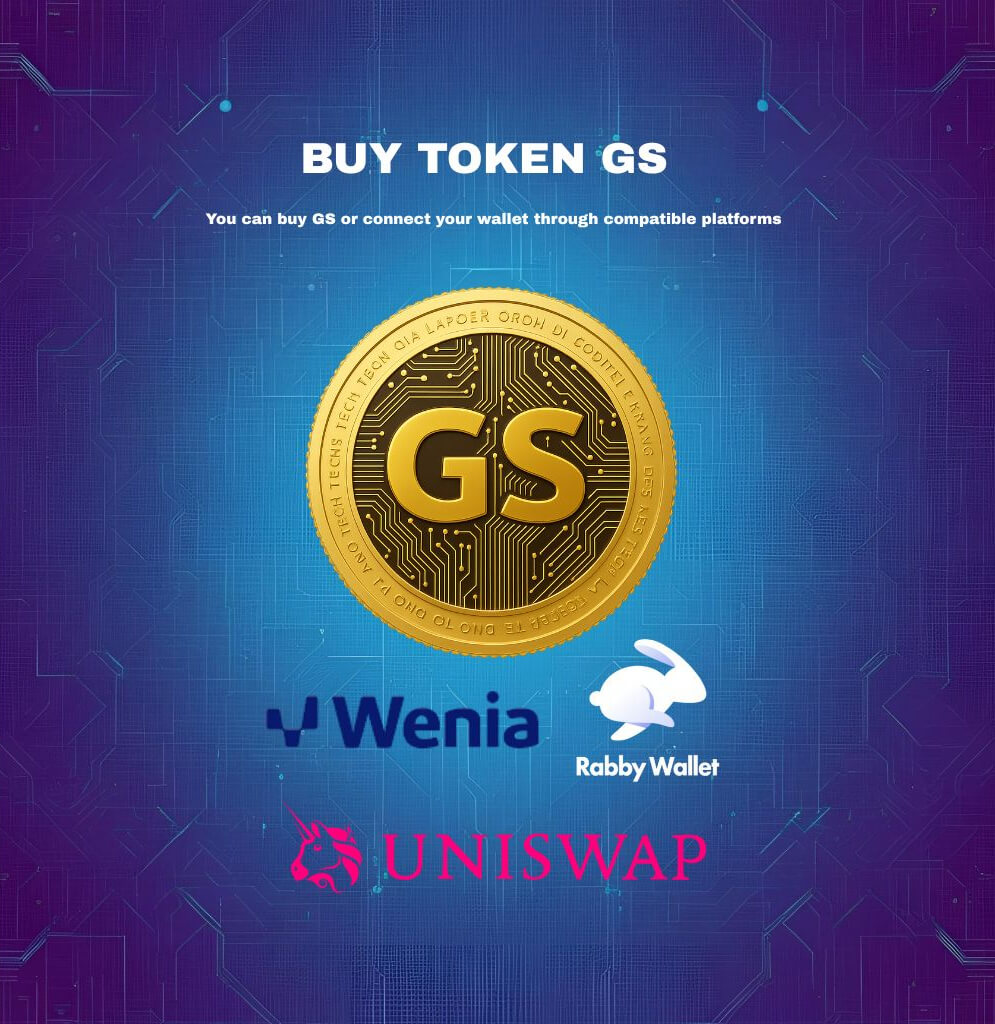 BUY TOKEN GS
You can buy GS or connect your wallet through compatible platforms
GS
Wenia
Rabby Wallet
UNISWAP